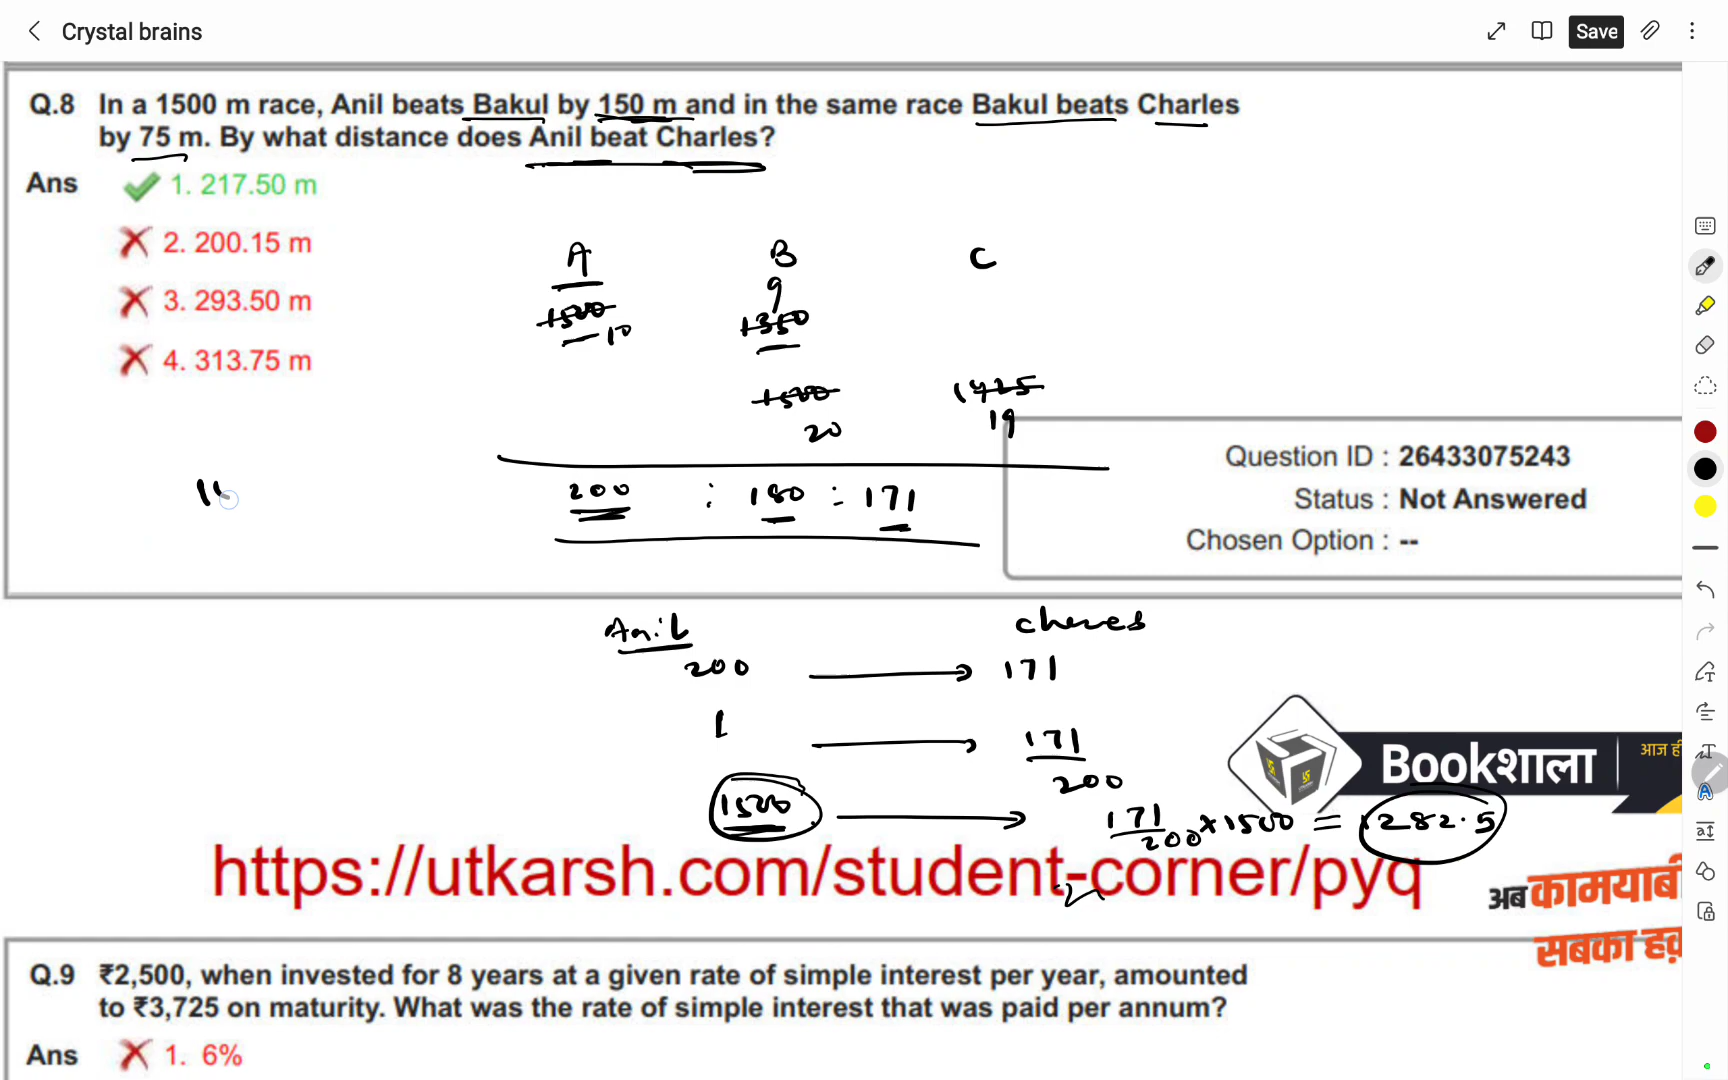 Crystal brains
Save
Q.8 In a 1500 m race, Anil beats Bakul by 150 m and in the same race Bakul beats Charles
by 75 m. By what distance does Anil beat Charles?
Ans 1. 217.50 m
2. 200.15 m
3. 293.50 m
4. 313.75 m
A B C
9
1500 1350
10
1500 1425
20 19
200 : 180 : 171
Question ID : 26433075243
Status : Not Answered
Chosen Option : --
Anil
200 171
1 171
200
1500 171/200 × 1500 = 1282.5
Bookशाला
https://utkarsh.com/student-corner/pyq
अब कामयाबी
Q.9 ₹2,500, when invested for 8 years at a given rate of simple interest per year, amounted
to ₹3,725 on maturity. What was the rate of simple interest that was paid per annum?
Ans 1. 6%